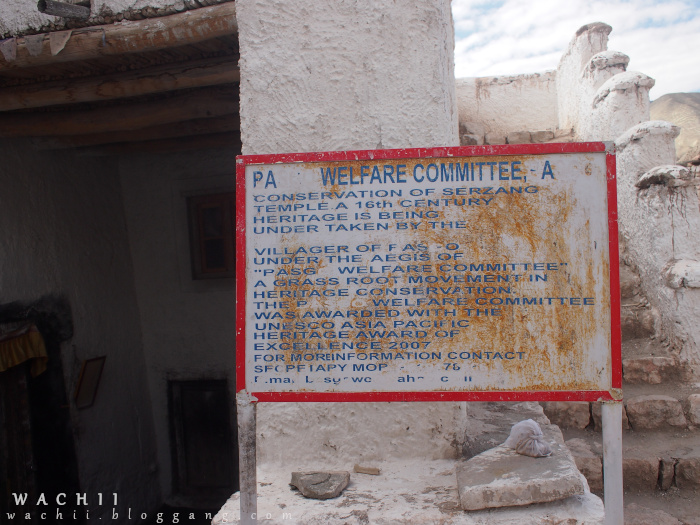 PA WELFARE COMMITTEE, A
CONSERVATION OF SERZANG
TEMPLE A 16th CENTURY
HERITAGE IS BEING
UNDER TAKEN BY THE
VILLAGER OF
UNDER THE AEGIS OF
"PASG WELFARE COMMITTEE"
A GRASS ROOT MOVEMENT IN
HERITAGE CONSERVATION.
THE P WELFARE COMMITTEE
WAS AWARDED WITH THE
UNESCO ASIA PACIFIC
HERITAGE AWARD OF
EXCELLENCE 2007
FOR MORE INFORMATION CONTACT
WACHII
wachii.bloggang.com